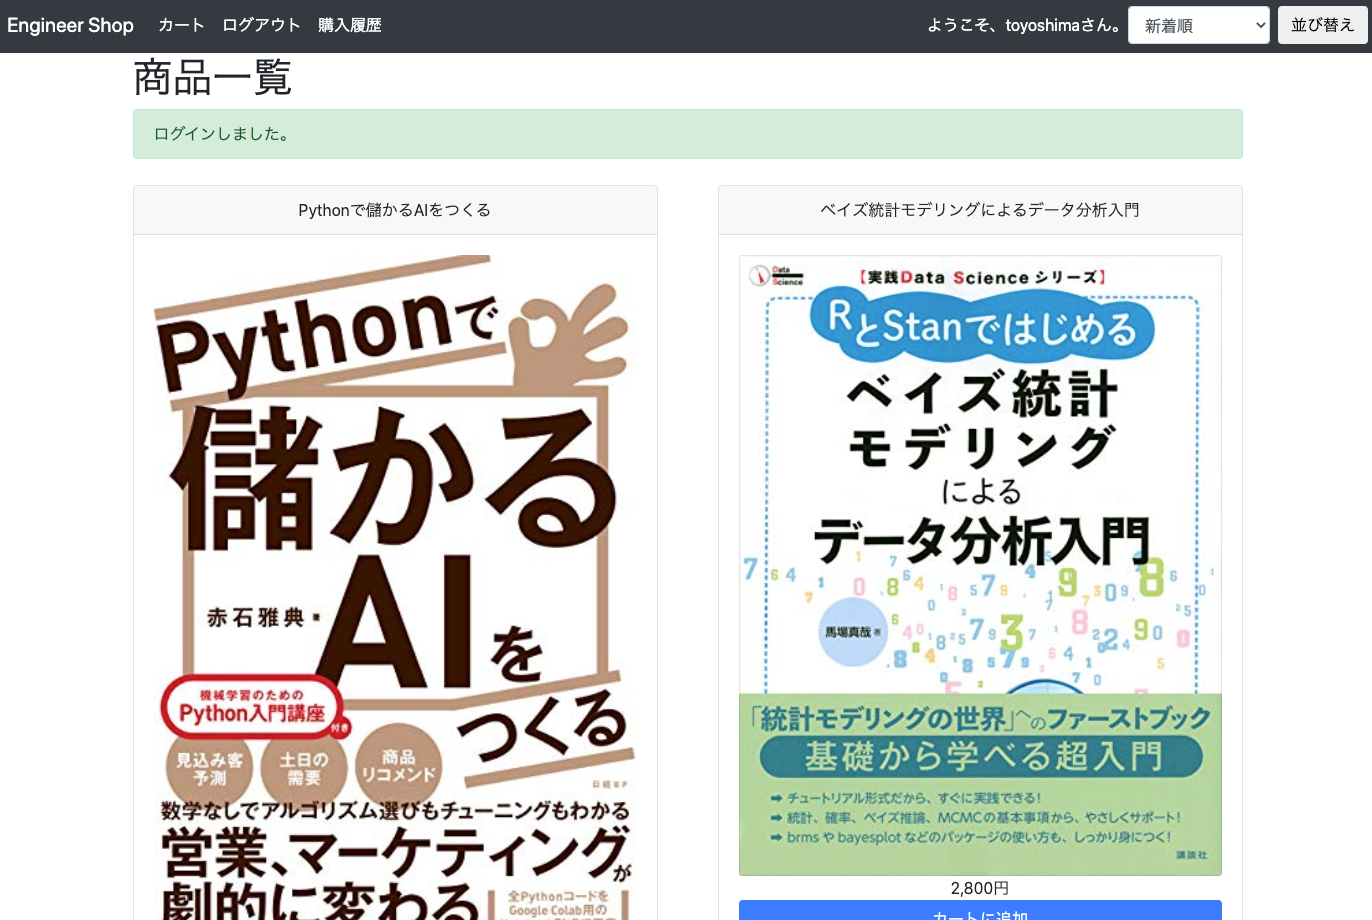 Engineer Shop カート ログアウト 購入履歴 ようこそ、toyoshimaさん。 新着順 並び替え
商品一覧
ログインしました。
Pythonで儲かるAIをつくる
Pythonで
儲かる
AIを
赤石雅典・著
つくる
機械学習のための
Python入門講座
付き
見込み客
予測
土日の
需要
商品
リコメンド
日経BP
数学なしでアルゴリズム選びもチューニングもわかる
営業、マーケティングが
劇的に変わる
全Pythonコードを
Google Colab用の
ベイズ統計モデリングによるデータ分析入門
Data
Science
【実践Data Scienceシリーズ】
RとStanではじめる
ベイズ統計
モデリング
による
データ分析入門
馬場真哉 著
「統計モデリングの世界」へのファーストブック
基礎から学べる超入門
➡ チュートリアル形式だから、すぐに実践できる!
➡ 統計、確率、ベイズ推論、MCMCの基本事項から、やさしくサポート!
➡ brms や bayesplot などのパッケージの使い方も、しっかり身につく!
講談社
2,800円
カートに追加